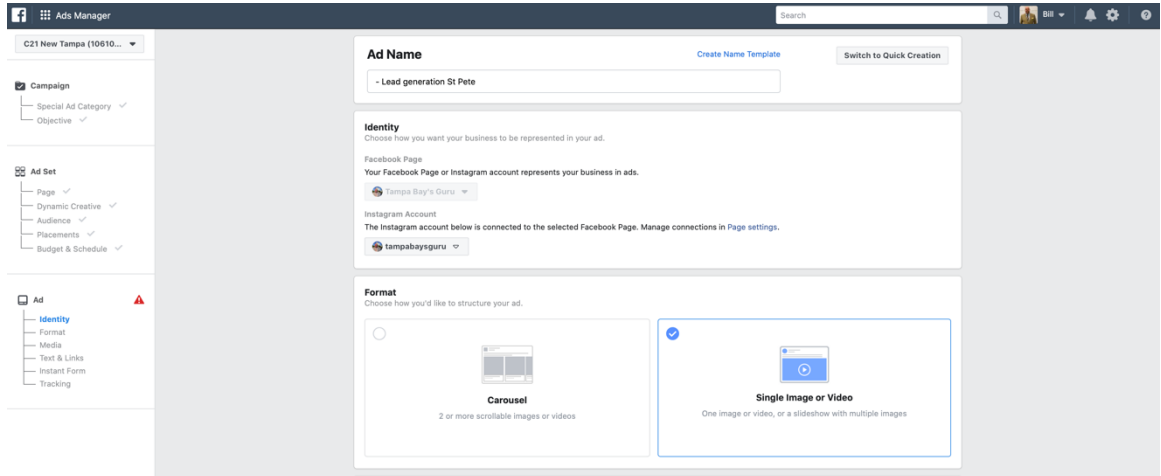 Ads Manager
Search
Bill
C21 New Tampa (10610...
Campaign
Special Ad Category
Objective
Ad Set
Page
Dynamic Creative
Audience
Placements
Budget & Schedule
Ad
Identity
Format
Media
Text & Links
Instant Form
Tracking
Ad Name
Create Name Template
Switch to Quick Creation
- Lead generation St Pete
Identity
Choose how you want your business to be represented in your ad.
Facebook Page
Your Facebook Page or Instagram account represents your business in ads.
Tampa Bay's Guru
Instagram Account
The Instagram account below is connected to the selected Facebook Page. Manage connections in Page settings.
tampabaysguru
Format
Choose how you'd like to structure your ad.
Carousel
2 or more scrollable images or videos
Single Image or Video
One image or video, or a slideshow with multiple images